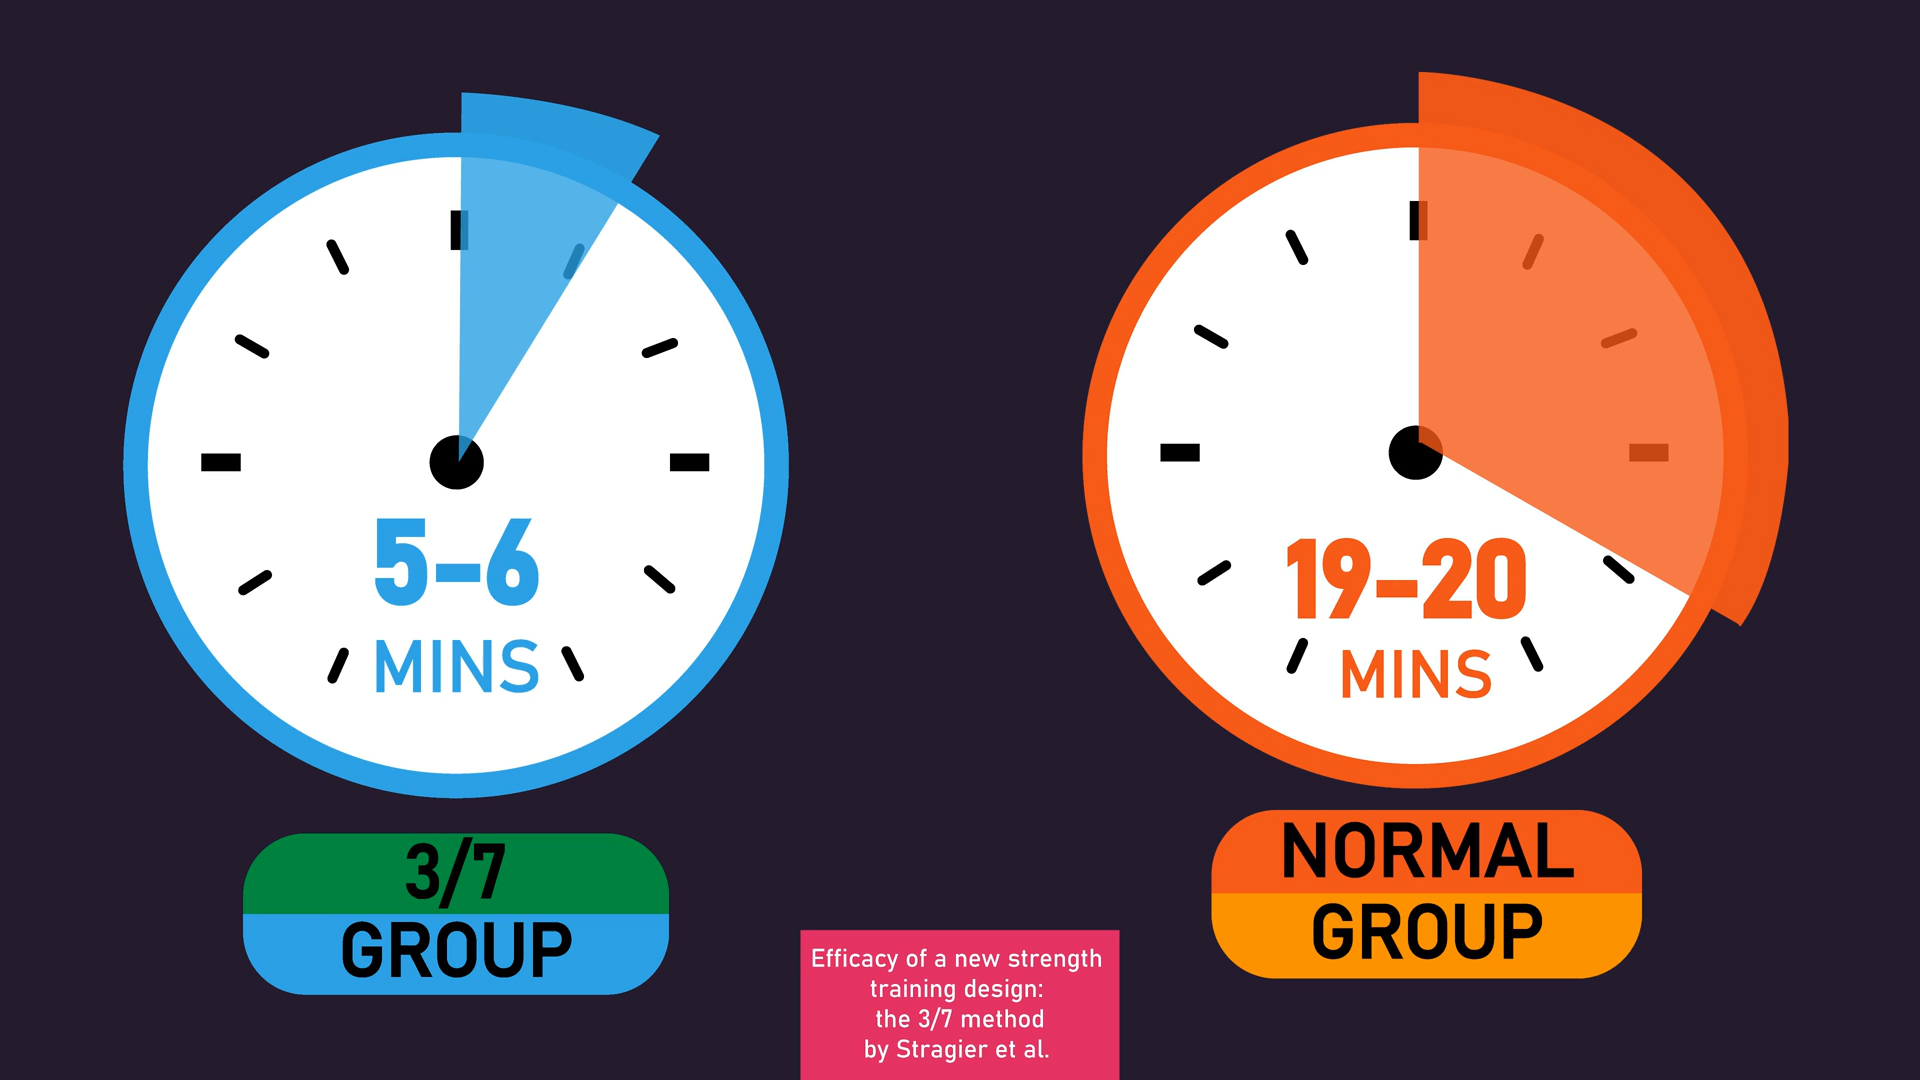 5–6
MINS
3/7
GROUP
19–20
MINS
NORMAL
GROUP
Efficacy of a new strength
training design:
the 3/7 method
by Stragier et al.